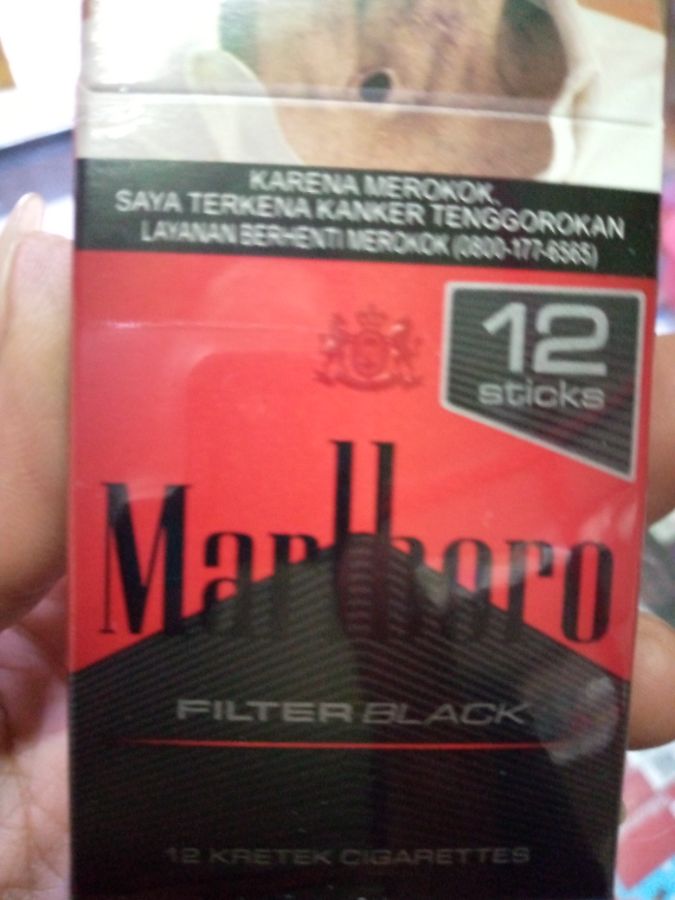 KARENA MEROKOK,
SAYA TERKENA KANKER TENGGOROKAN
LAYANAN BERHENTI MEROKOK (0800-177-6565)
12
sticks
Marlboro
FILTER BLACK
12 KRETEK CIGARETTES